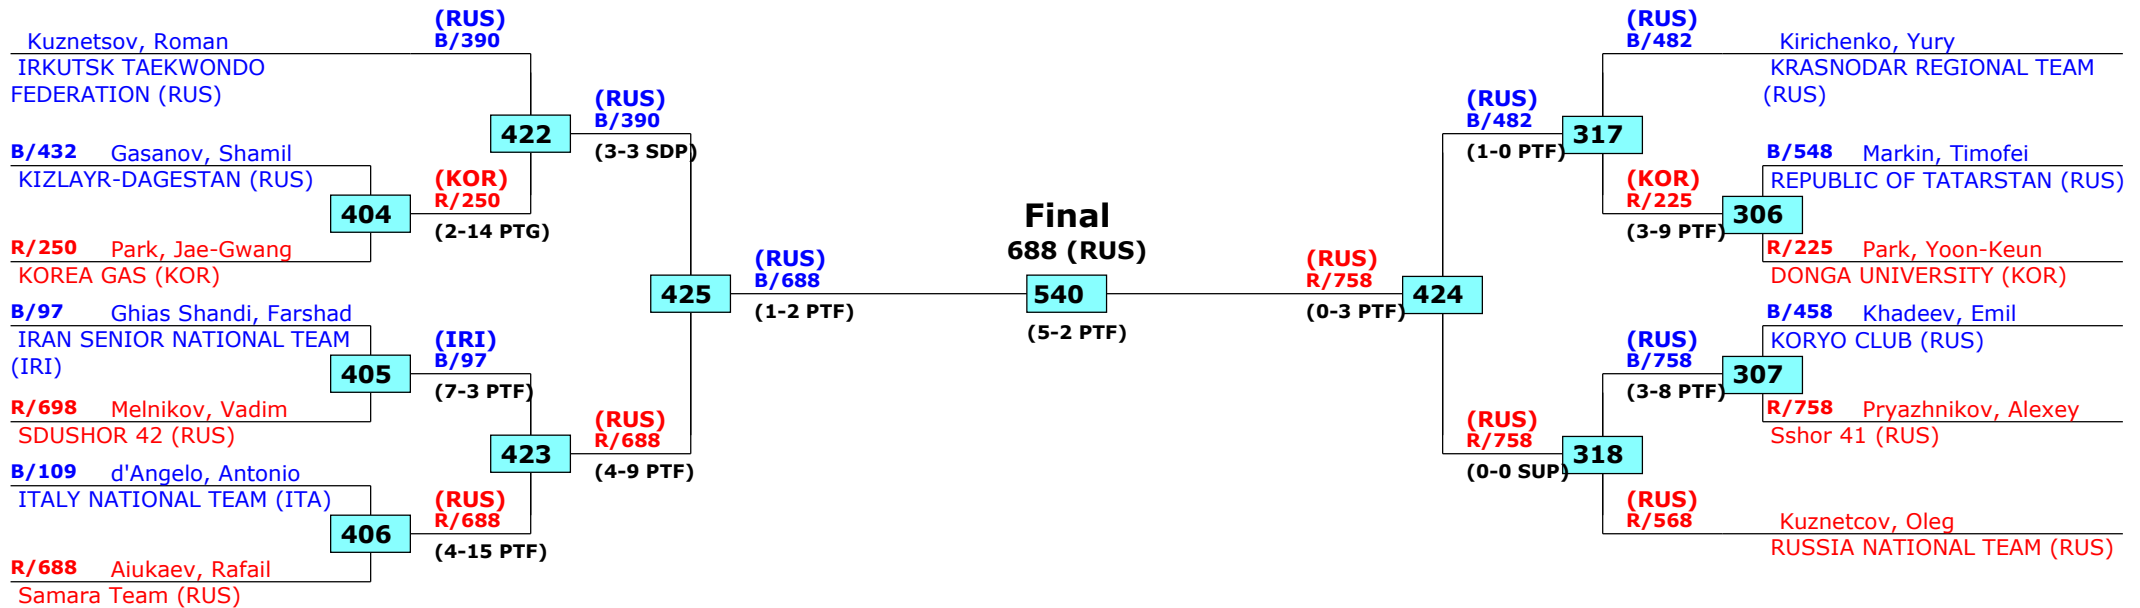 (RUS)
B/390
Kuznetsov, Roman
IRKUTSK TAEKWONDO
FEDERATION (RUS)
422
(RUS)
B/390
(3-3 SDP)
B/432 Gasanov, Shamil
KIZLAYR-DAGESTAN (RUS)
404
(KOR)
R/250
(2-14 PTG)
R/250 Park, Jae-Gwang
KOREA GAS (KOR)
425
(RUS)
B/688
(1-2 PTF)
B/97 Ghias Shandi, Farshad
IRAN SENIOR NATIONAL TEAM
(IRI)
405
(IRI)
B/97
(7-3 PTF)
R/698 Melnikov, Vadim
SDUSHOR 42 (RUS)
423
(RUS)
R/688
(4-9 PTF)
B/109 d'Angelo, Antonio
ITALY NATIONAL TEAM (ITA)
406
(RUS)
R/688
(4-15 PTF)
R/688 Aiukaev, Rafail
Samara Team (RUS)
Final
688 (RUS)
540
(5-2 PTF)
(RUS)
R/758
(0-3 PTF)
424
(RUS)
B/482
(1-0 PTF)
317
(RUS)
B/482
Kirichenko, Yury
KRASNODAR REGIONAL TEAM
(RUS)
(KOR)
R/225
(3-9 PTF)
306
B/548 Markin, Timofei
REPUBLIC OF TATARSTAN (RUS)
R/225 Park, Yoon-Keun
DONGA UNIVERSITY (KOR)
(RUS)
R/758
(0-0 SUP)
318
(RUS)
B/758
(3-8 PTF)
307
B/458 Khadeev, Emil
KORYO CLUB (RUS)
R/758 Pryazhnikov, Alexey
Sshor 41 (RUS)
(RUS)
R/568
Kuznetcov, Oleg
RUSSIA NATIONAL TEAM (RUS)